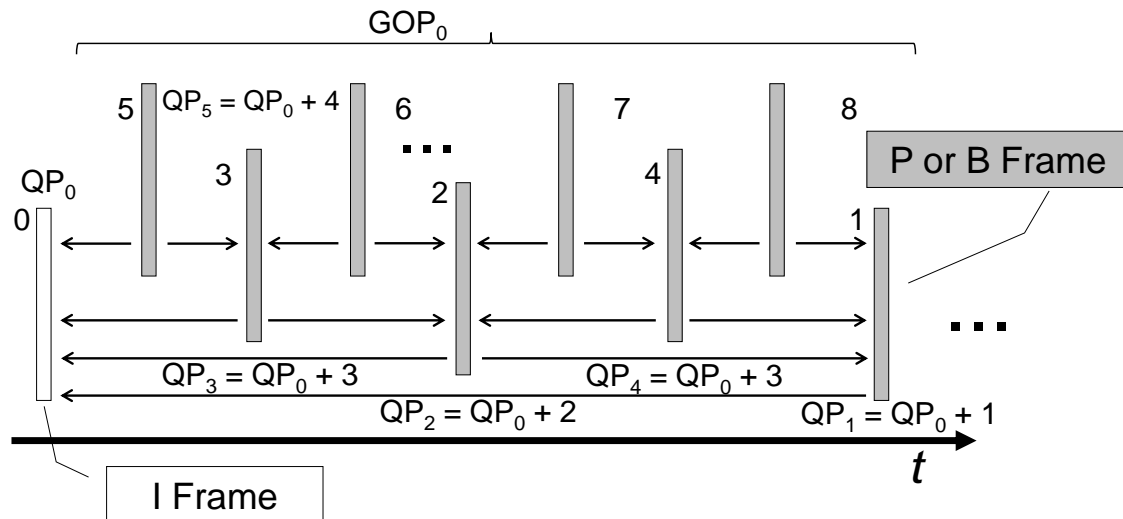 GOP₀
5
QP₅ = QP₀ + 4
6
7
8
P or B Frame
3
4
QP₀
2
0
1
...
...
QP₃ = QP₀ + 3
QP₄ = QP₀ + 3
QP₂ = QP₀ + 2
QP₁ = QP₀ + 1
t
I Frame